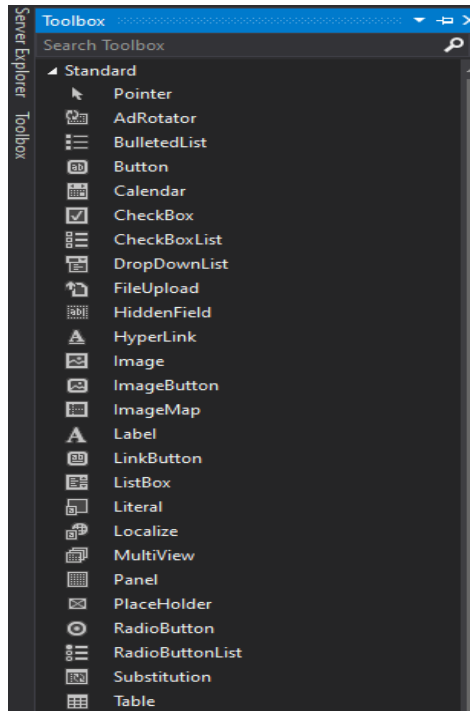 Server Explorer
Toolbox
Toolbox
Search Toolbox
Standard
Pointer
AdRotator
BulletedList
Button
Calendar
CheckBox
CheckBoxList
DropDownList
FileUpload
HiddenField
HyperLink
Image
ImageButton
ImageMap
Label
LinkButton
ListBox
Literal
Localize
MultiView
Panel
PlaceHolder
RadioButton
RadioButtonList
Substitution
Table